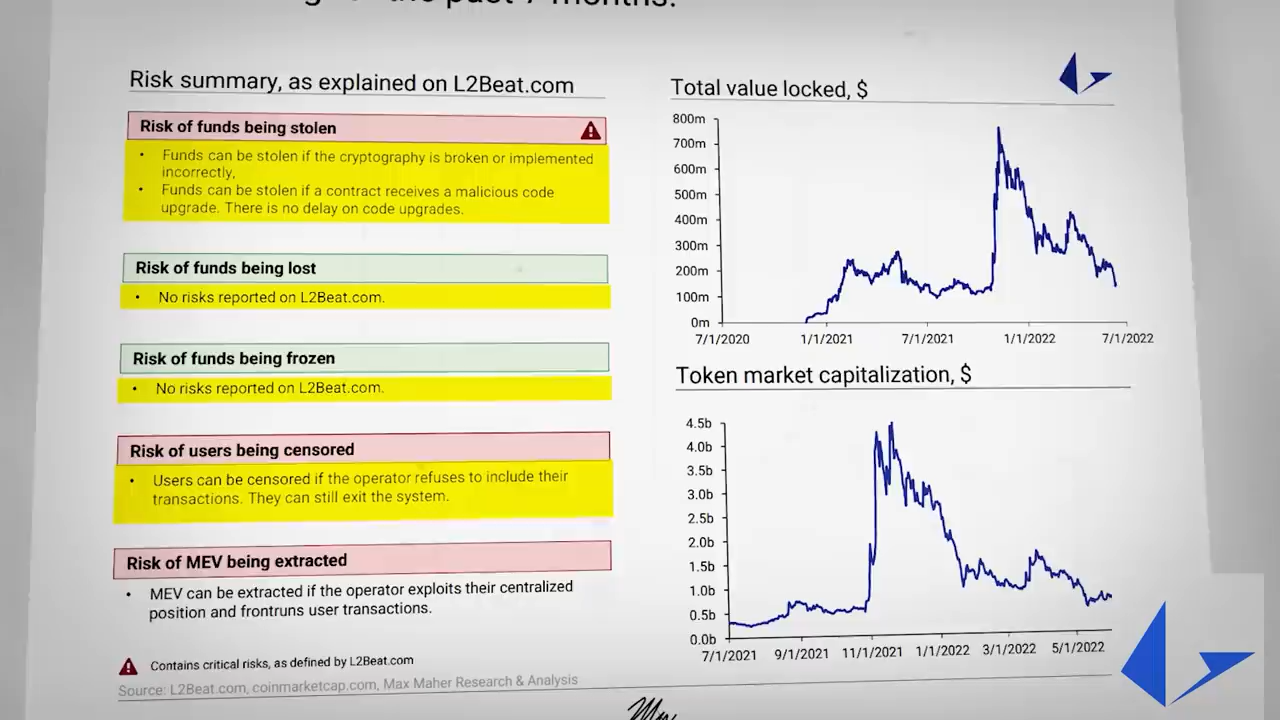 the past 7 months.
Risk summary, as explained on L2Beat.com
Risk of funds being stolen
• Funds can be stolen if the cryptography is broken or implemented
incorrectly,
• Funds can be stolen if a contract receives a malicious code
upgrade. There is no delay on code upgrades.
Risk of funds being lost
• No risks reported on L2Beat.com.
Risk of funds being frozen
• No risks reported on L2Beat.com.
Risk of users being censored
• Users can be censored if the operator refuses to include their
transactions. They can still exit the system.
Risk of MEV being extracted
• MEV can be extracted if the operator exploits their centralized
position and frontruns user transactions.
Contains critical risks, as defined by L2Beat.com
Source: L2Beat.com, coinmarketcap.com, Max Maher Research & Analysis
Total value locked, $
800m
700m
600m
500m
400m
300m
200m
100m
0m
7/1/2020 1/1/2021 7/1/2021 1/1/2022 7/1/2022
Token market capitalization, $
4.5b
4.0b
3.5b
3.0b
2.5b
2.0b
1.5b
1.0b
0.5b
0.0b
7/1/2021 9/1/2021 11/1/2021 1/1/2022 3/1/2022 5/1/2022